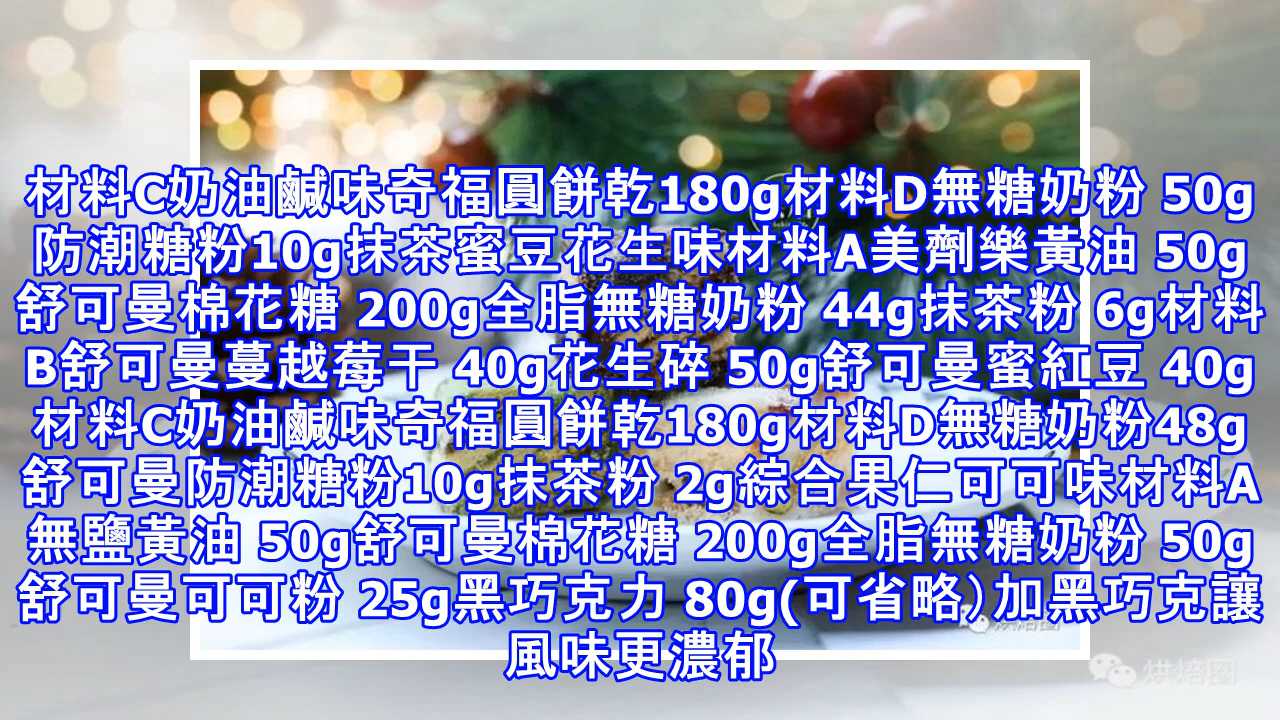 材料C奶油鹹味奇福圓餅乾180g材料D無糖奶粉 50g
防潮糖粉10g抹茶蜜豆花生味材料A美劑樂黃油 50g
舒可曼棉花糖 200g全脂無糖奶粉 44g抹茶粉 6g材料
B舒可曼蔓越莓干 40g花生碎 50g舒可曼蜜紅豆 40g
材料C奶油鹹味奇福圓餅乾180g材料D無糖奶粉48g
舒可曼防潮糖粉10g抹茶粉 2g綜合果仁可可味材料A
無鹽黃油 50g舒可曼棉花糖 200g全脂無糖奶粉 50g
舒可曼可可粉 25g黑巧克力 80g(可省略)加黑巧克讓
風味更濃郁
烘焙圈